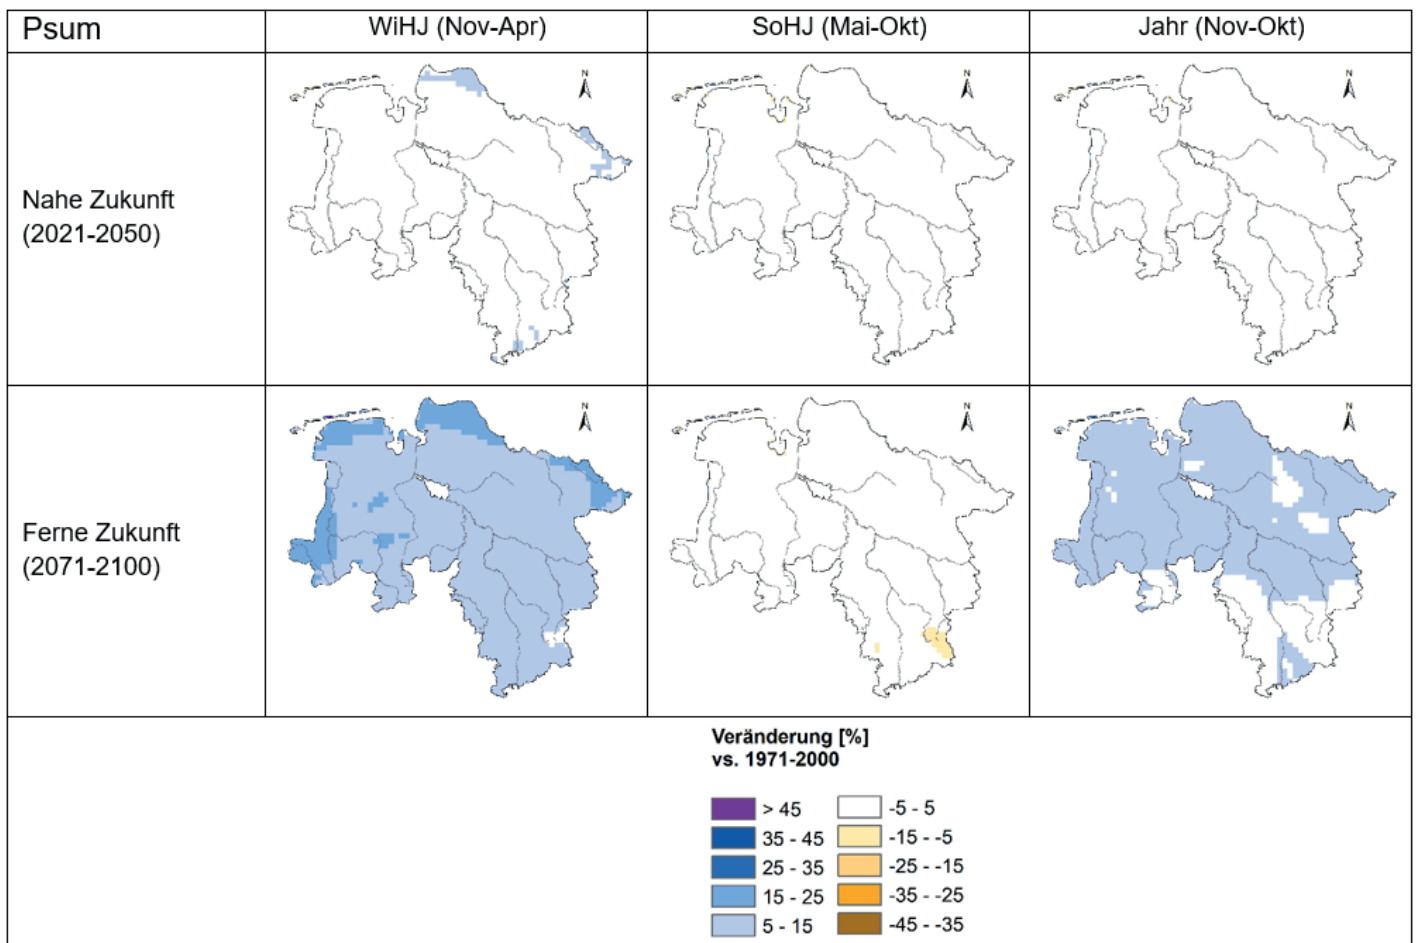 Psum
WiHJ (Nov-Apr)
SoHJ (Mai-Okt)
Jahr (Nov-Okt)
Nahe Zukunft
(2021-2050)
N
N
N
Ferne Zukunft
(2071-2100)
N
N
N
Veränderung [%]
vs. 1971-2000
> 45
-5 - 5
35 - 45
-15 - -5
25 - 35
-25 - -15
15 - 25
-35 - -25
5 - 15
-45 - -35